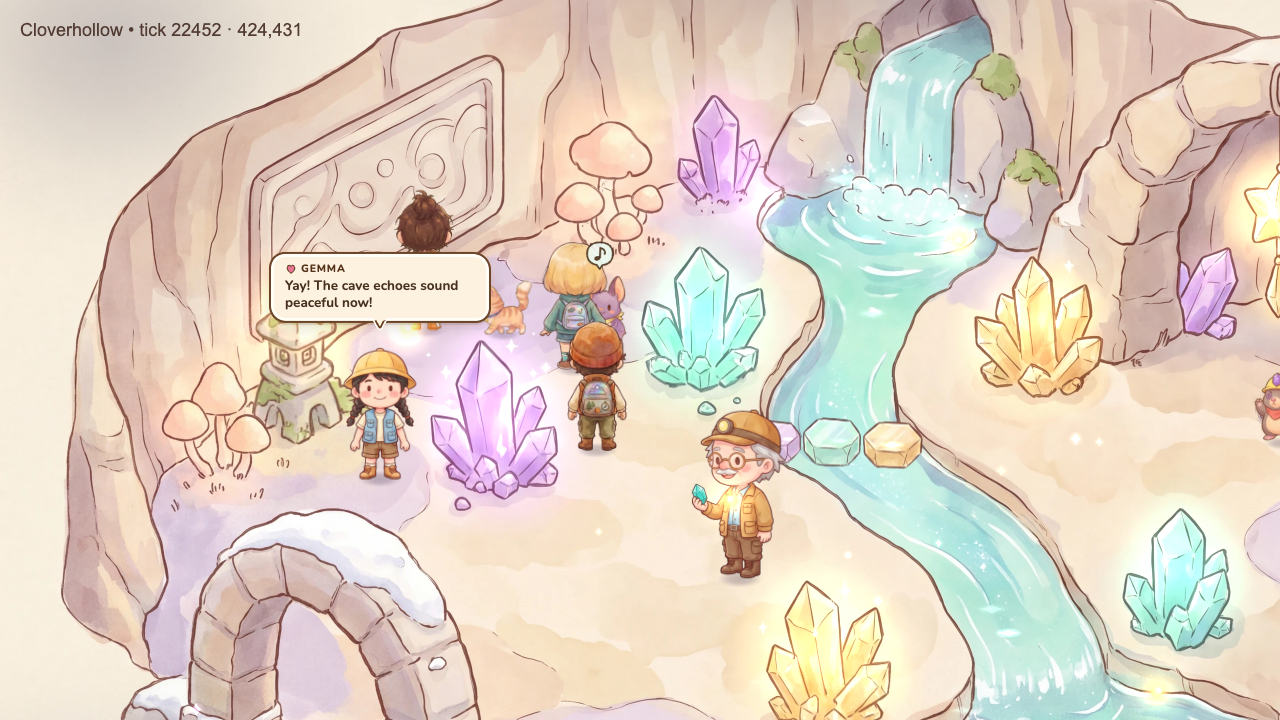 Cloverhollow • tick 22452 · 424,431
GEMMA
Yay! The cave echoes sound
peaceful now!